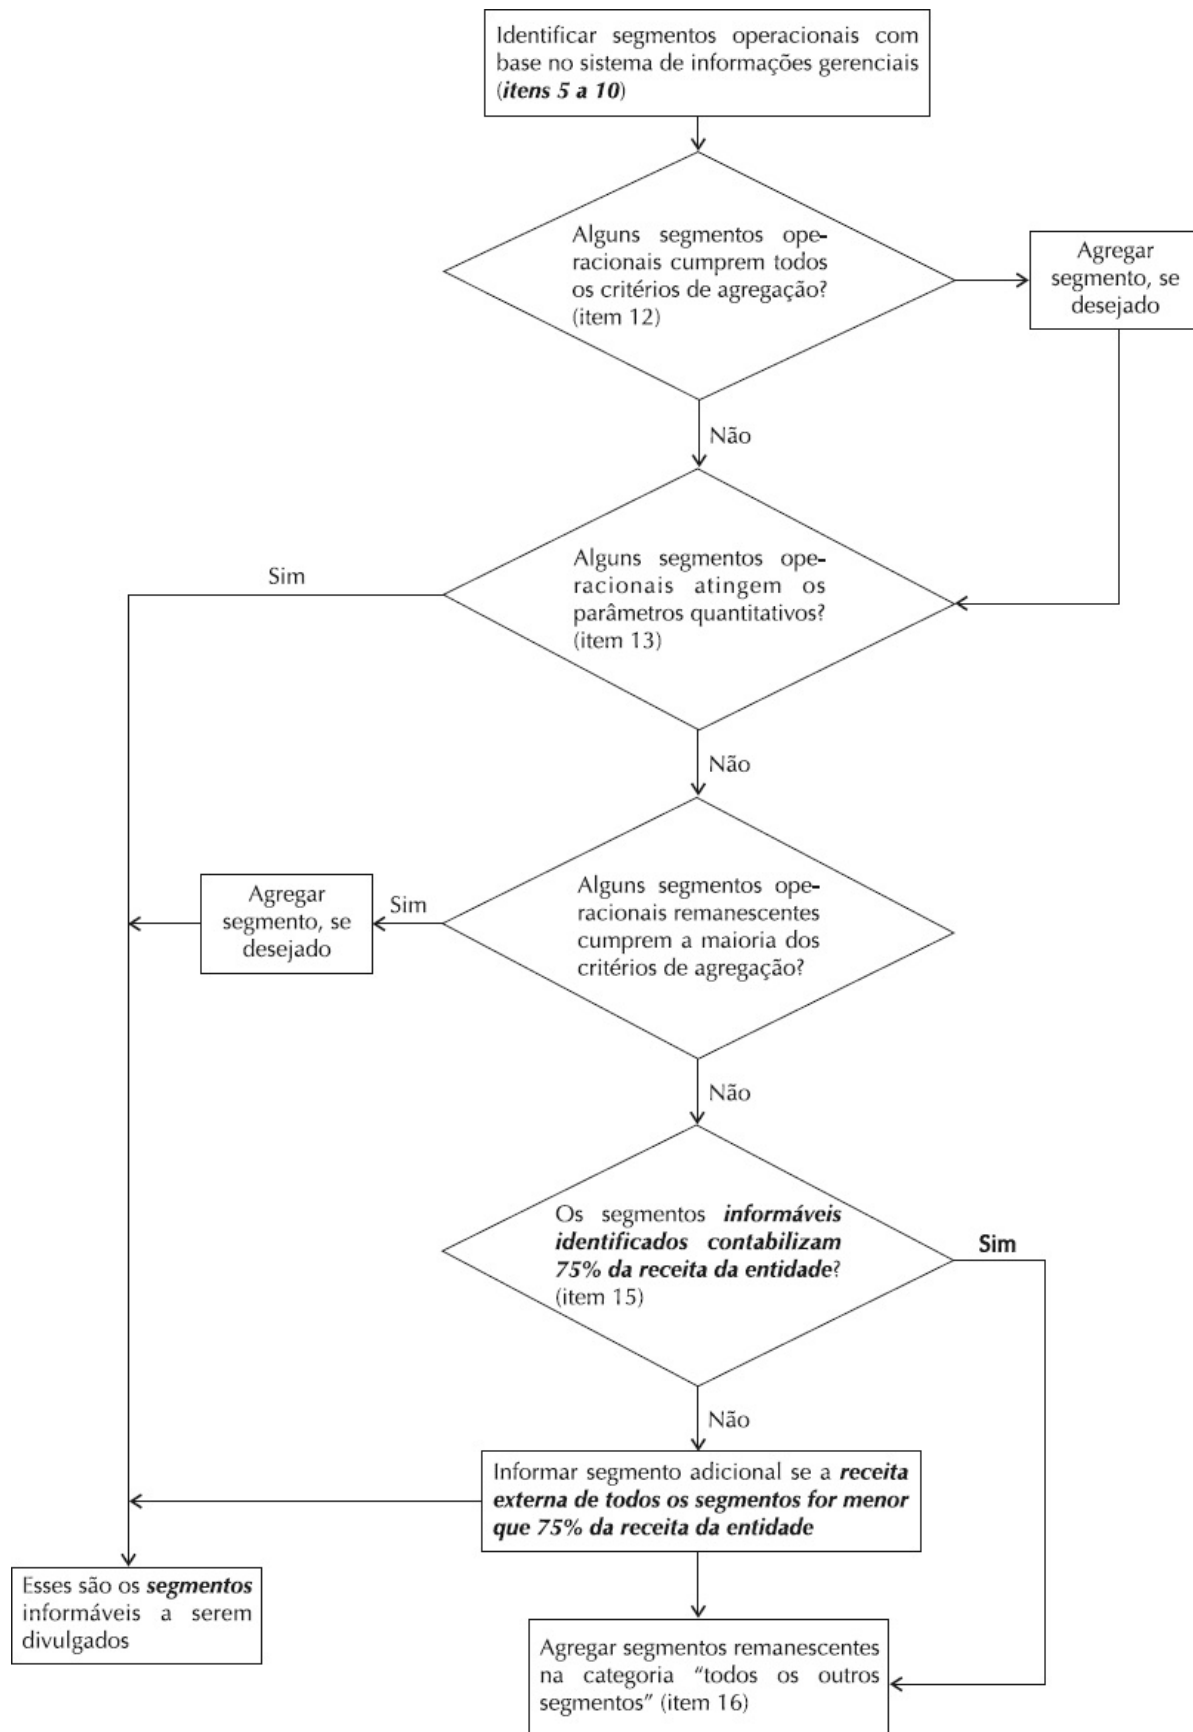 Identificar segmentos operacionais com
base no sistema de informações gerenciais
(itens 5 a 10)
Alguns segmentos ope-
racionais cumprem todos
os critérios de agregação?
(item 12)
Agregar
segmento, se
desejado
Não
Alguns segmentos ope-
racionais atingem os
parâmetros quantitativos?
(item 13)
Sim
Não
Alguns segmentos ope-
racionais remanescentes
cumprem a maioria dos
critérios de agregação?
Sim
Agregar
segmento, se
desejado
Não
Os segmentos informáveis
identificados contabilizam
75% da receita da entidade?
(item 15)
Sim
Não
Informar segmento adicional se a receita
externa de todos os segmentos for menor
que 75% da receita da entidade
Esses são os segmentos
informáveis a serem
divulgados
Agregar segmentos remanescentes
na categoria “todos os outros
segmentos” (item 16)